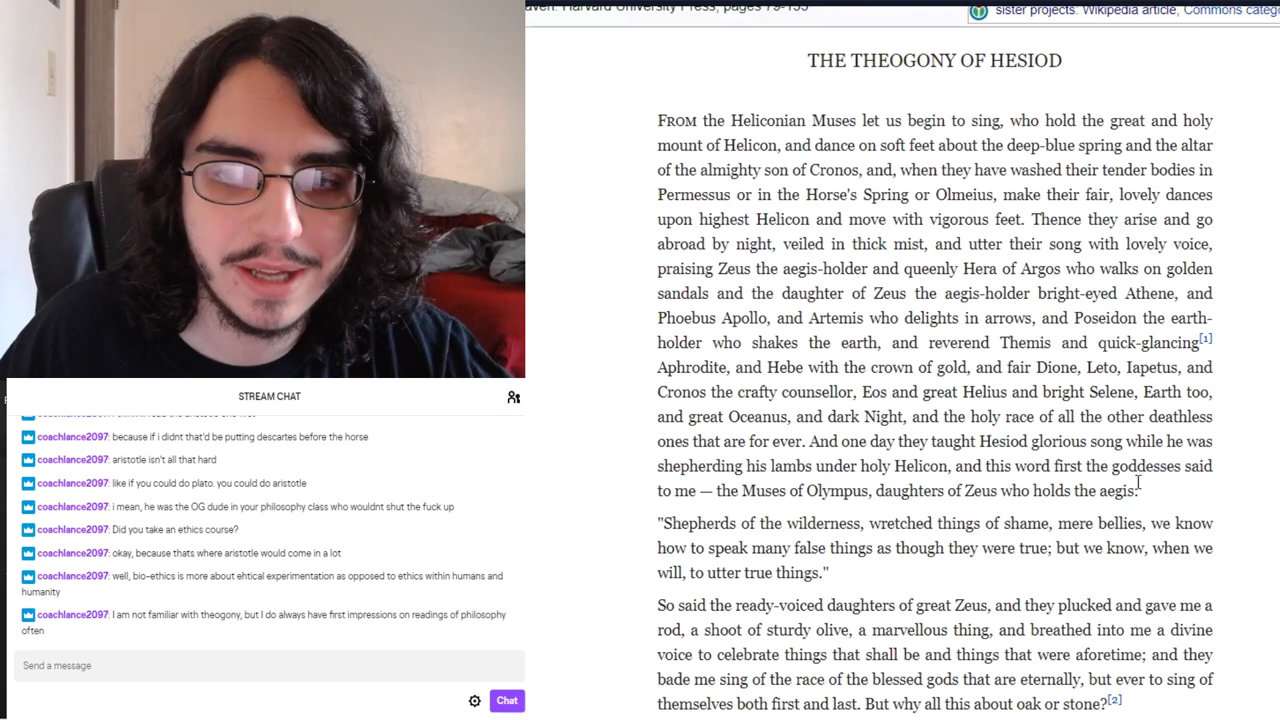 aven: Harvard University Press, pages 79-155
sister projects: Wikipedia article, Commons catego
THE THEOGONY OF HESIOD
FROM the Heliconian Muses let us begin to sing, who hold the great and holy
mount of Helicon, and dance on soft feet about the deep-blue spring and the altar
of the almighty son of Cronos, and, when they have washed their tender bodies in
Permessus or in the Horse's Spring or Olmeius, make their fair, lovely dances
upon highest Helicon and move with vigorous feet. Thence they arise and go
abroad by night, veiled in thick mist, and utter their song with lovely voice,
praising Zeus the aegis-holder and queenly Hera of Argos who walks on golden
sandals and the daughter of Zeus the aegis-holder bright-eyed Athene, and
Phoebus Apollo, and Artemis who delights in arrows, and Poseidon the earth-
holder who shakes the earth, and reverend Themis and quick-glancing[1]
Aphrodite, and Hebe with the crown of gold, and fair Dione, Leto, Iapetus, and
Cronos the crafty counsellor, Eos and great Helius and bright Selene, Earth too,
and great Oceanus, and dark Night, and the holy race of all the other deathless
ones that are for ever. And one day they taught Hesiod glorious song while he was
shepherding his lambs under holy Helicon, and this word first the goddesses said
to me — the Muses of Olympus, daughters of Zeus who holds the aegis:
"Shepherds of the wilderness, wretched things of shame, mere bellies, we know
how to speak many false things as though they were true; but we know, when we
will, to utter true things."
So said the ready-voiced daughters of great Zeus, and they plucked and gave me a
rod, a shoot of sturdy olive, a marvellous thing, and breathed into me a divine
voice to celebrate things that shall be and things that were aforetime; and they
bade me sing of the race of the blessed gods that are eternally, but ever to sing of
themselves both first and last. But why all this about oak or stone?[2]
STREAM CHAT
coachlance2097: because if i didnt that'd be putting descartes before the horse
coachlance2097: aristotle isn't all that hard
coachlance2097: like if you could do plato. you could do aristotle
coachlance2097: i mean, he was the OG dude in your philosophy class who wouldnt shut the fuck up
coachlance2097: Did you take an ethics course?
coachlance2097: okay, because thats where aristotle would come in a lot
coachlance2097: well, bio-ethics is more about ehtical experimentation as opposed to ethics within humans and
humanity
coachlance2097: I am not familiar with theogony, but I do always have first impressions on readings of philosophy
often
Send a message
Chat